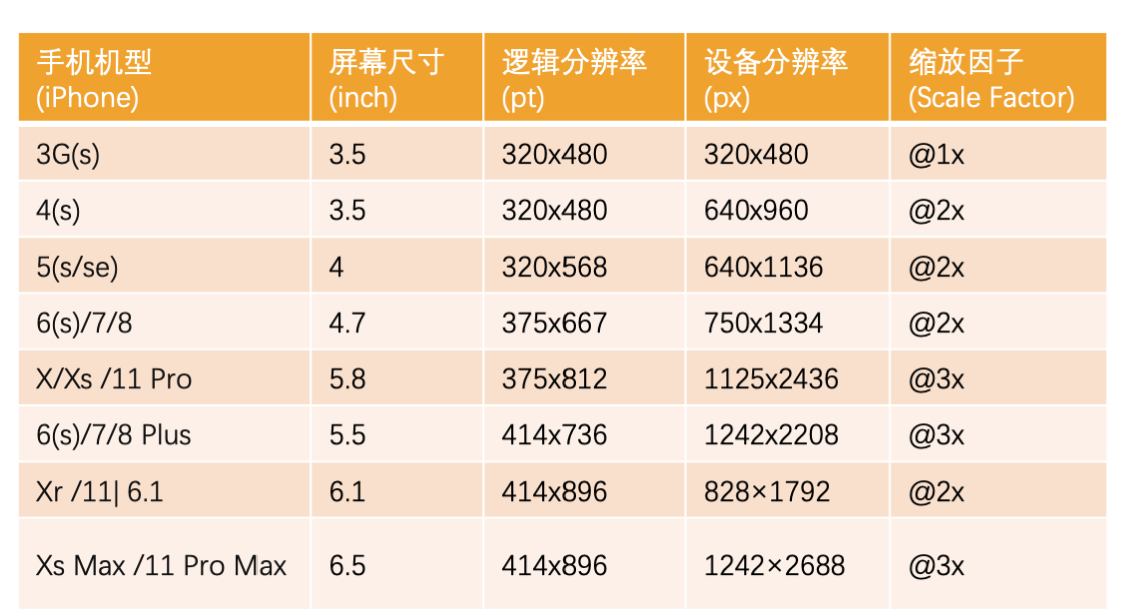 手机机型 屏幕尺寸 逻辑分辨率 设备分辨率 缩放因子
(iPhone) (inch) (pt) (px) (Scale Factor)
3G(s) 3.5 320x480 320x480 @1x
4(s) 3.5 320x480 640x960 @2x
5(s/se) 4 320x568 640x1136 @2x
6(s)/7/8 4.7 375x667 750x1334 @2x
X/Xs /11 Pro 5.8 375x812 1125x2436 @3x
6(s)/7/8 Plus 5.5 414x736 1242x2208 @3x
Xr /11| 6.1 6.1 414x896 828×1792 @2x
Xs Max /11 Pro Max 6.5 414x896 1242×2688 @3x